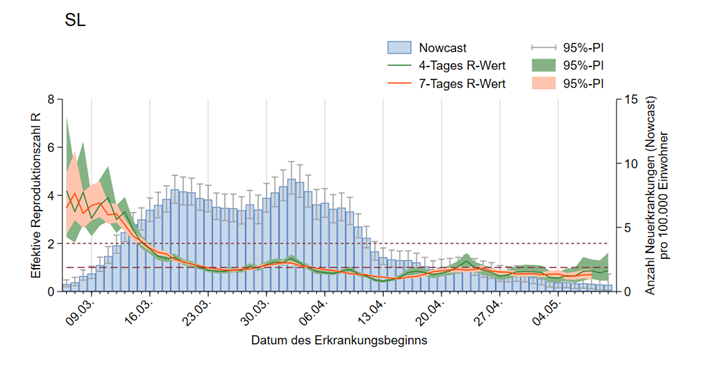 SL
Nowcast
95%-PI
4-Tages R-Wert
95%-PI
7-Tages R-Wert
95%-PI
Effektive Reproduktionszahl R
8
6
4
2
0
15
10
5
0
Anzahl Neuerkrankungen (Nowcast)
pro 100.000 Einwohner
09.03.
16.03.
23.03.
30.03.
06.04.
13.04.
20.04.
27.04.
04.05.
Datum des Erkrankungsbeginns